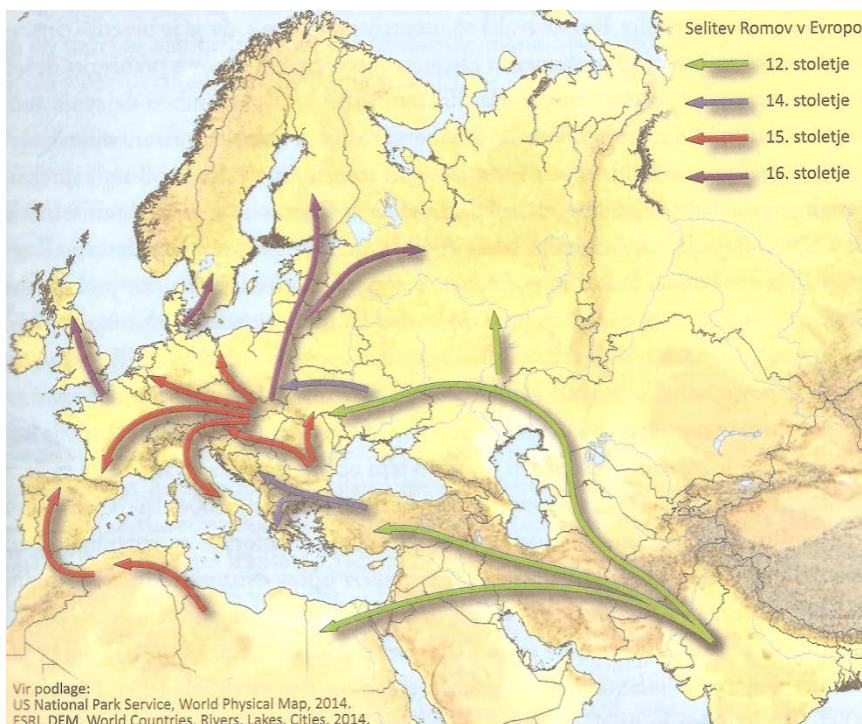 Selitev Romov v Evropo
12. stoletje
14. stoletje
15. stoletje
16. stoletje
Vir podlage:
US National Park Service, World Physical Map, 2014.
ESRI, DEM, World Countries, Rivers, Lakes, Cities, 2014.